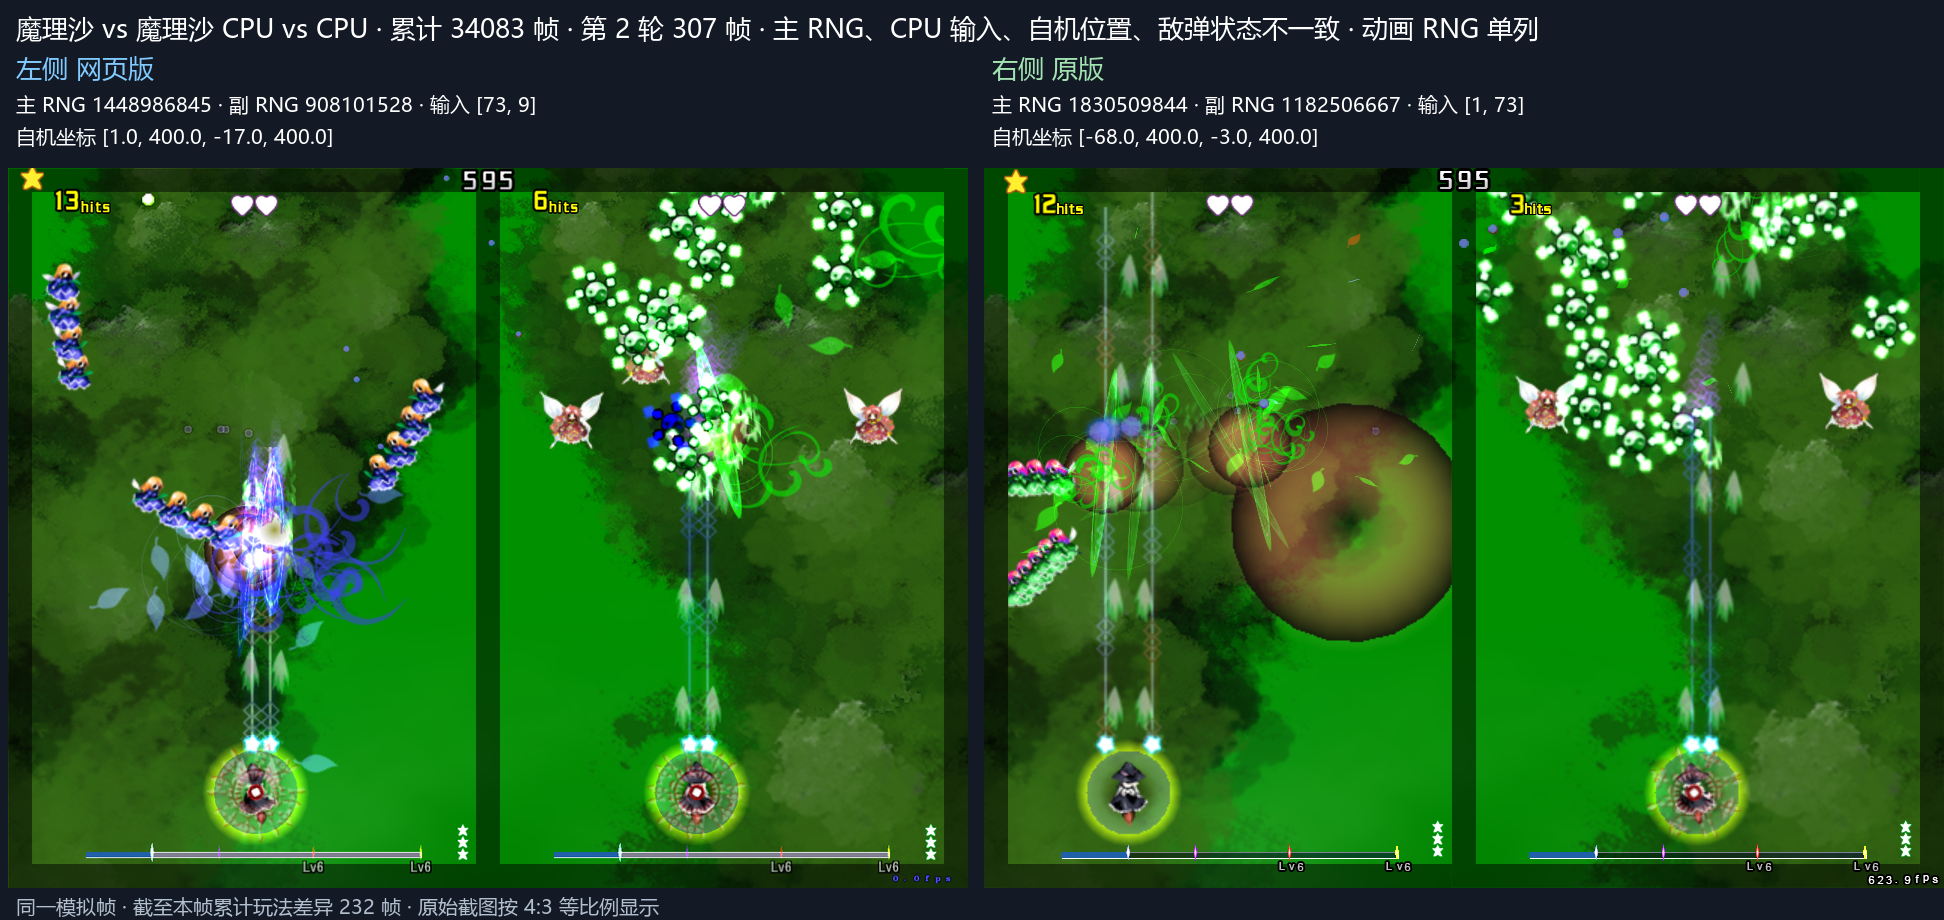 魔理沙 vs 魔理沙 CPU vs CPU · 累计 34083 帧 · 第 2 轮 307 帧 · 主 RNG、CPU 输入、自机位置、敌弹状态不一致 · 动画 RNG 单列
左侧 网页版
主 RNG 1448986845 · 副 RNG 908101528 · 输入 [73, 9]
自机坐标 [1.0, 400.0, -17.0, 400.0]
右侧 原版
主 RNG 1830509844 · 副 RNG 1182506667 · 输入 [1, 73]
自机坐标 [-68.0, 400.0, -3.0, 400.0]
595
13hits
6hits
Lv6
Lv6
Lv6
Lv6
0.0fps
595
12hits
3hits
Lv6
Lv6
Lv6
Lv6
623.9fps
同一模拟帧 · 截至本帧累计玩法差异 232 帧 · 原始截图按 4:3 等比例显示